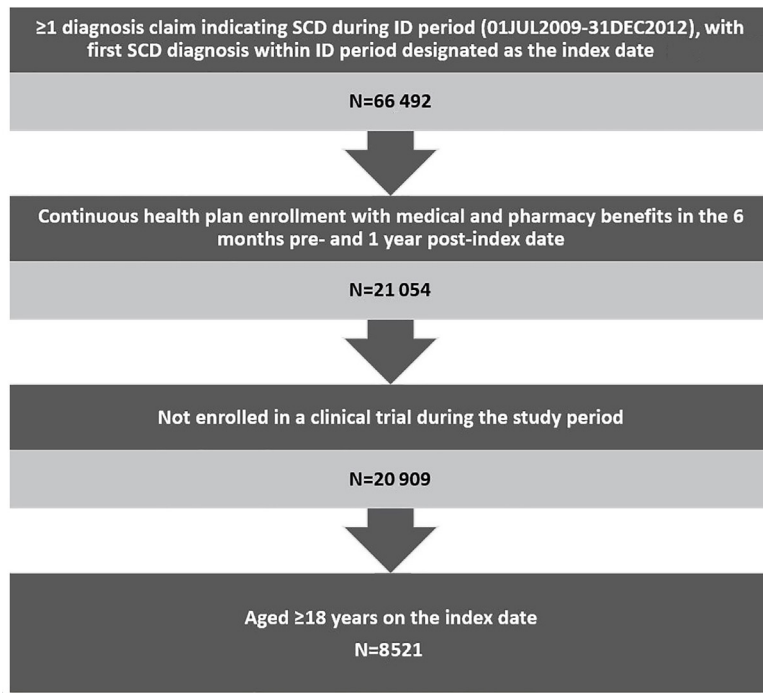 ≥1 diagnosis claim indicating SCD during ID period (01JUL2009-31DEC2012), with
first SCD diagnosis within ID period designated as the index date
N=66 492
Continuous health plan enrollment with medical and pharmacy benefits in the 6
months pre- and 1 year post-index date
N=21 054
Not enrolled in a clinical trial during the study period
N=20 909
Aged ≥18 years on the index date
N=8521